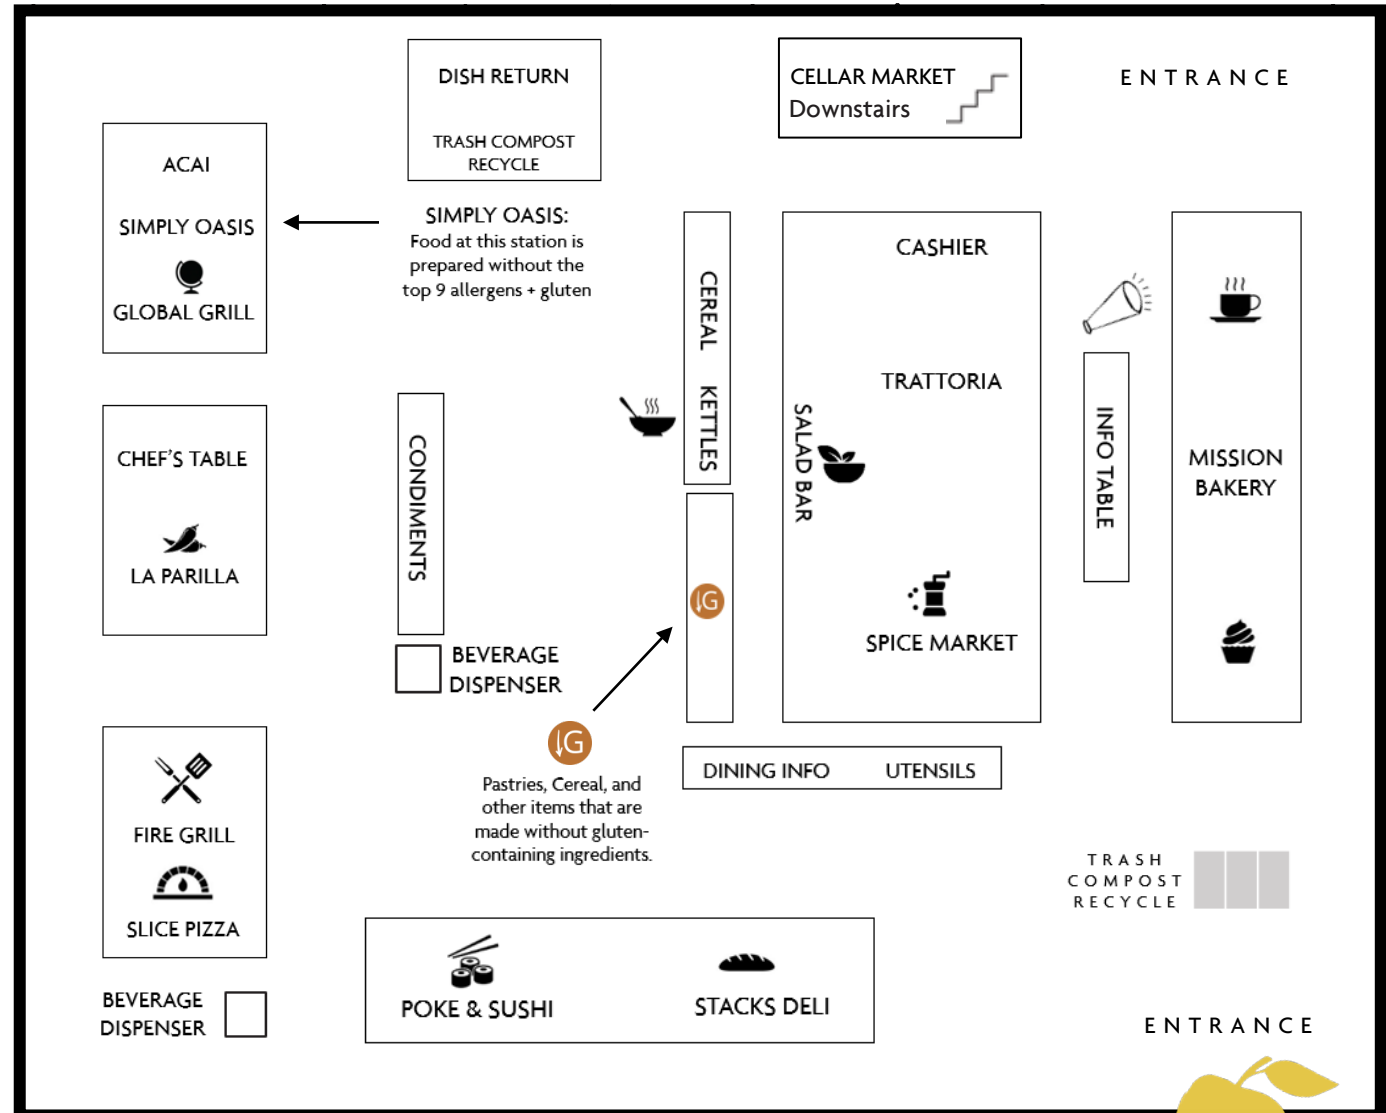 DISH RETURN
TRASH COMPOST
RECYCLE
CELLAR MARKET
Downstairs
ENTRANCE
ACAI
SIMPLY OASIS
GLOBAL GRILL
SIMPLY OASIS:
Food at this station is
prepared without the
top 9 allergens + gluten
CEREAL KETTLES
CASHIER
TRATTORIA
SALAD BAR
SPICE MARKET
INFO TABLE
MISSION
BAKERY
CHEF'S TABLE
LA PARILLA
CONDIMENTS
BEVERAGE
DISPENSER
↓G
↓G
Pastries, Cereal, and
other items that are
made without gluten-
containing ingredients.
DINING INFO UTENSILS
FIRE GRILL
SLICE PIZZA
TRASH
COMPOST
RECYCLE
BEVERAGE
DISPENSER
POKE & SUSHI
STACKS DELI
ENTRANCE